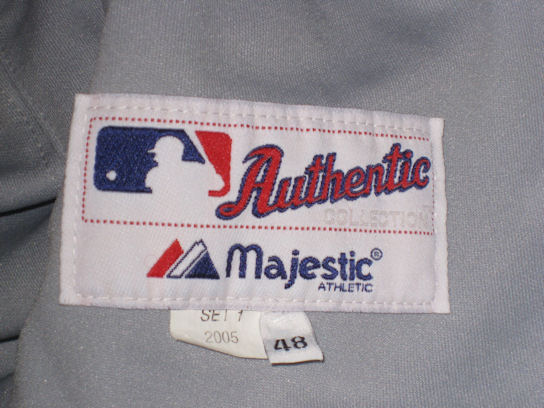 Authentic
COLLECTION
Majestic®
ATHLETIC
SET 1
2005
48